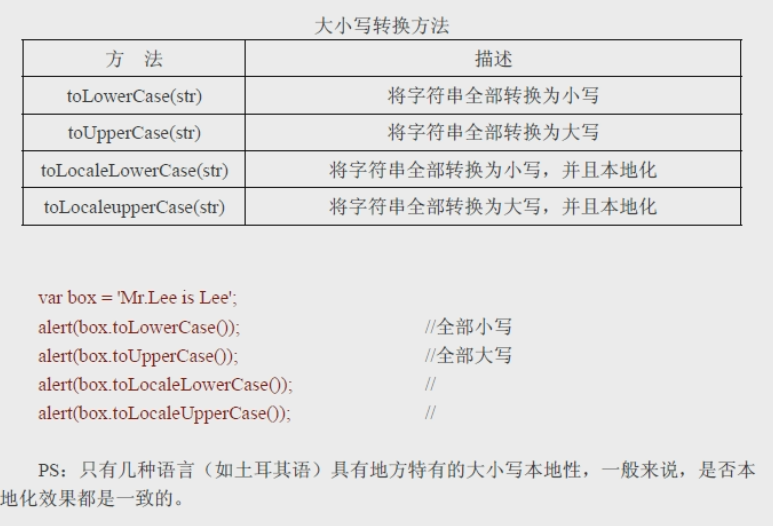 大小写转换方法
方 法 描述
toLowerCase(str) 将字符串全部转换为小写
toUpperCase(str) 将字符串全部转换为大写
toLocaleLowerCase(str) 将字符串全部转换为小写，并且本地化
toLocaleupperCase(str) 将字符串全部转换为大写，并且本地化
var box = 'Mr.Lee is Lee';
alert(box.toLowerCase()); //全部小写
alert(box.toUpperCase()); //全部大写
alert(box.toLocaleLowerCase()); //
alert(box.toLocaleUpperCase()); //
PS：只有几种语言（如土耳其语）具有地方特有的大小写本地性，一般来说，是否本
地化效果都是一致的。